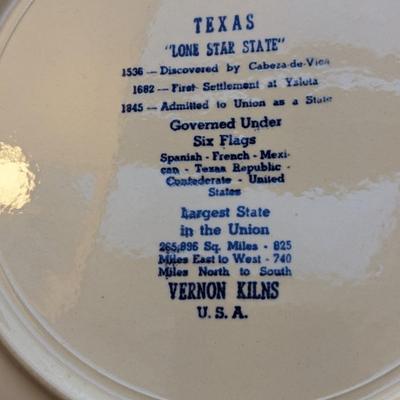 TEXAS
"LONE STAR STATE"
1536 — Discovered by Cabeza-de-Vica
1682 — First Settlement at Ysleta
1845 — Admitted to Union as a State
Governed Under
Six Flags
Spanish - French - Mexi-
can - Texas Republic -
Confederate - United
States
Largest State
in the Union
265,896 Sq. Miles - 825
Miles East to West - 740
Miles North to South
VERNON KILNS
U. S. A.